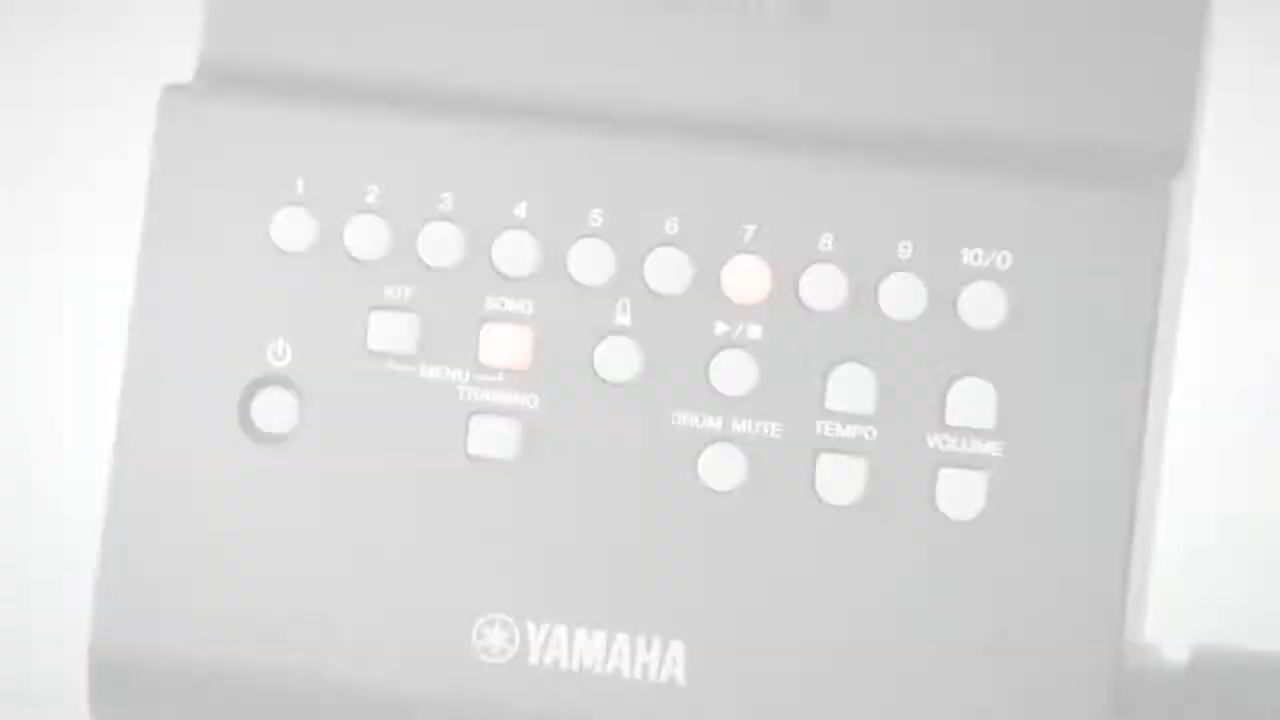 1 2 3 4 5 6 7 8 9 10/0
KIT SONG
MENU
TRAINING
DRUM MUTE TEMPO VOLUME
YAMAHA